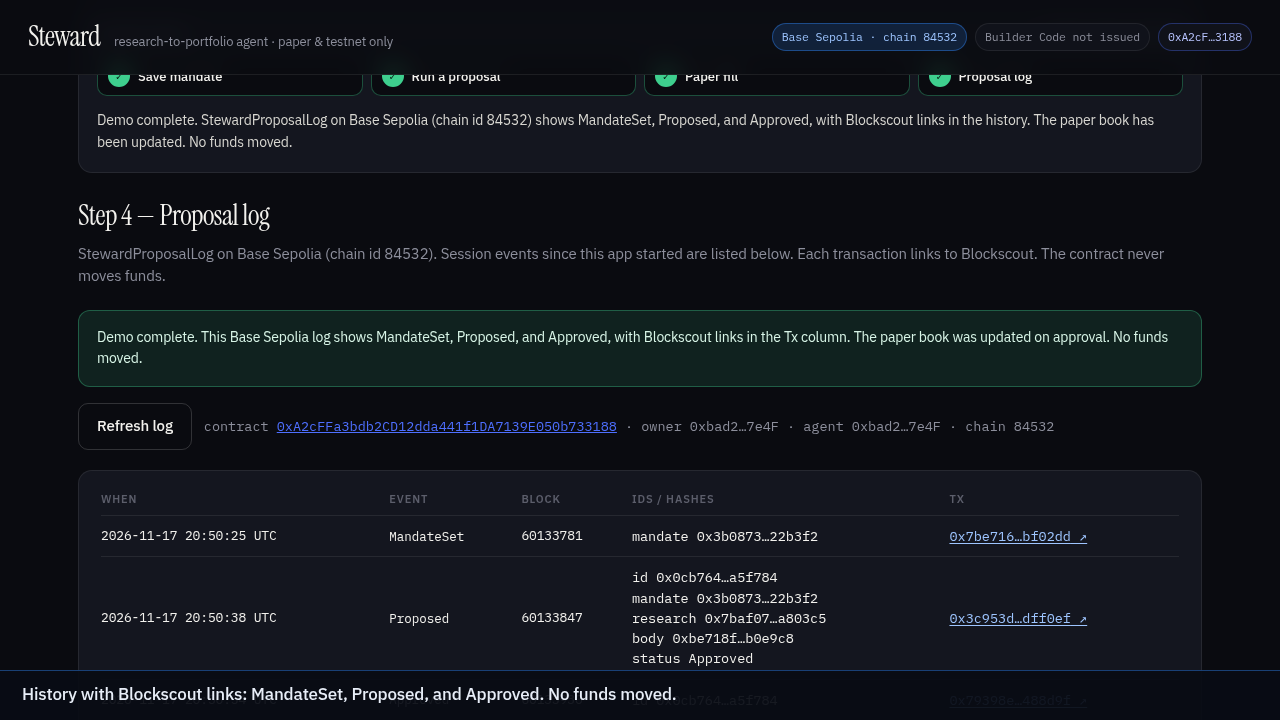 Steward research-to-portfolio agent · paper & testnet only
Base Sepolia · chain 84532
Builder Code not issued
0xA2cF…3188
✓ Save mandate
✓ Run a proposal
✓ Paper fill
✓ Proposal log
Demo complete. StewardProposalLog on Base Sepolia (chain id 84532) shows MandateSet, Proposed, and Approved, with Blockscout links in the history. The paper book has
been updated. No funds moved.
Step 4 — Proposal log
StewardProposalLog on Base Sepolia (chain id 84532). Session events since this app started are listed below. Each transaction links to Blockscout. The contract never
moves funds.
Demo complete. This Base Sepolia log shows MandateSet, Proposed, and Approved, with Blockscout links in the Tx column. The paper book was updated on approval. No funds
moved.
Refresh log
contract 0xA2cFFa3bdb2CD12dda441f1DA7139E050b733188 · owner 0xbad2…7e4F · agent 0xbad2…7e4F · chain 84532
WHEN EVENT BLOCK IDS / HASHES TX
2026-11-17 20:50:25 UTC MandateSet 60133781 mandate 0x3b0873…22b3f2 0x7be716…bf02dd ↗
id 0x0cb764…a5f784
mandate 0x3b0873…22b3f2
2026-11-17 20:50:38 UTC Proposed 60133847 research 0x7baf07…a803c5 0x3c953d…dff0ef ↗
body 0xbe718f…b0e9c8
status Approved
id 0x0cb764…a5f784
History with Blockscout links: MandateSet, Proposed, and Approved. No funds moved.